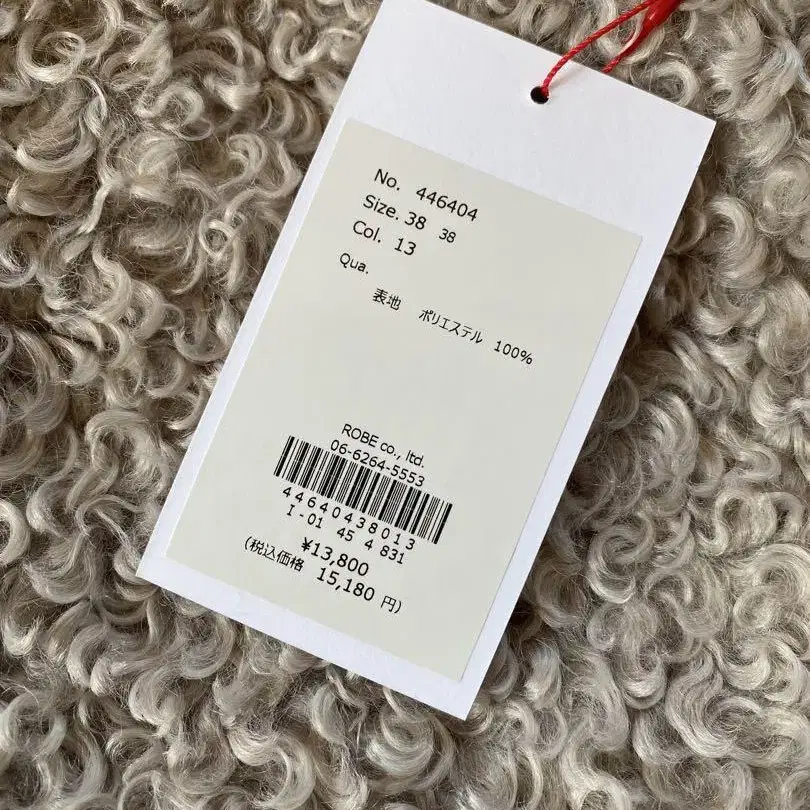 No. 446404
Size. 38 38
Col. 13
Qua.
表地 ポリエステル 100%
ROBE co., ltd.
06-6264-5553
44640438013
I-01 45 4 831
¥13,800
(税込価格 15,180 円)